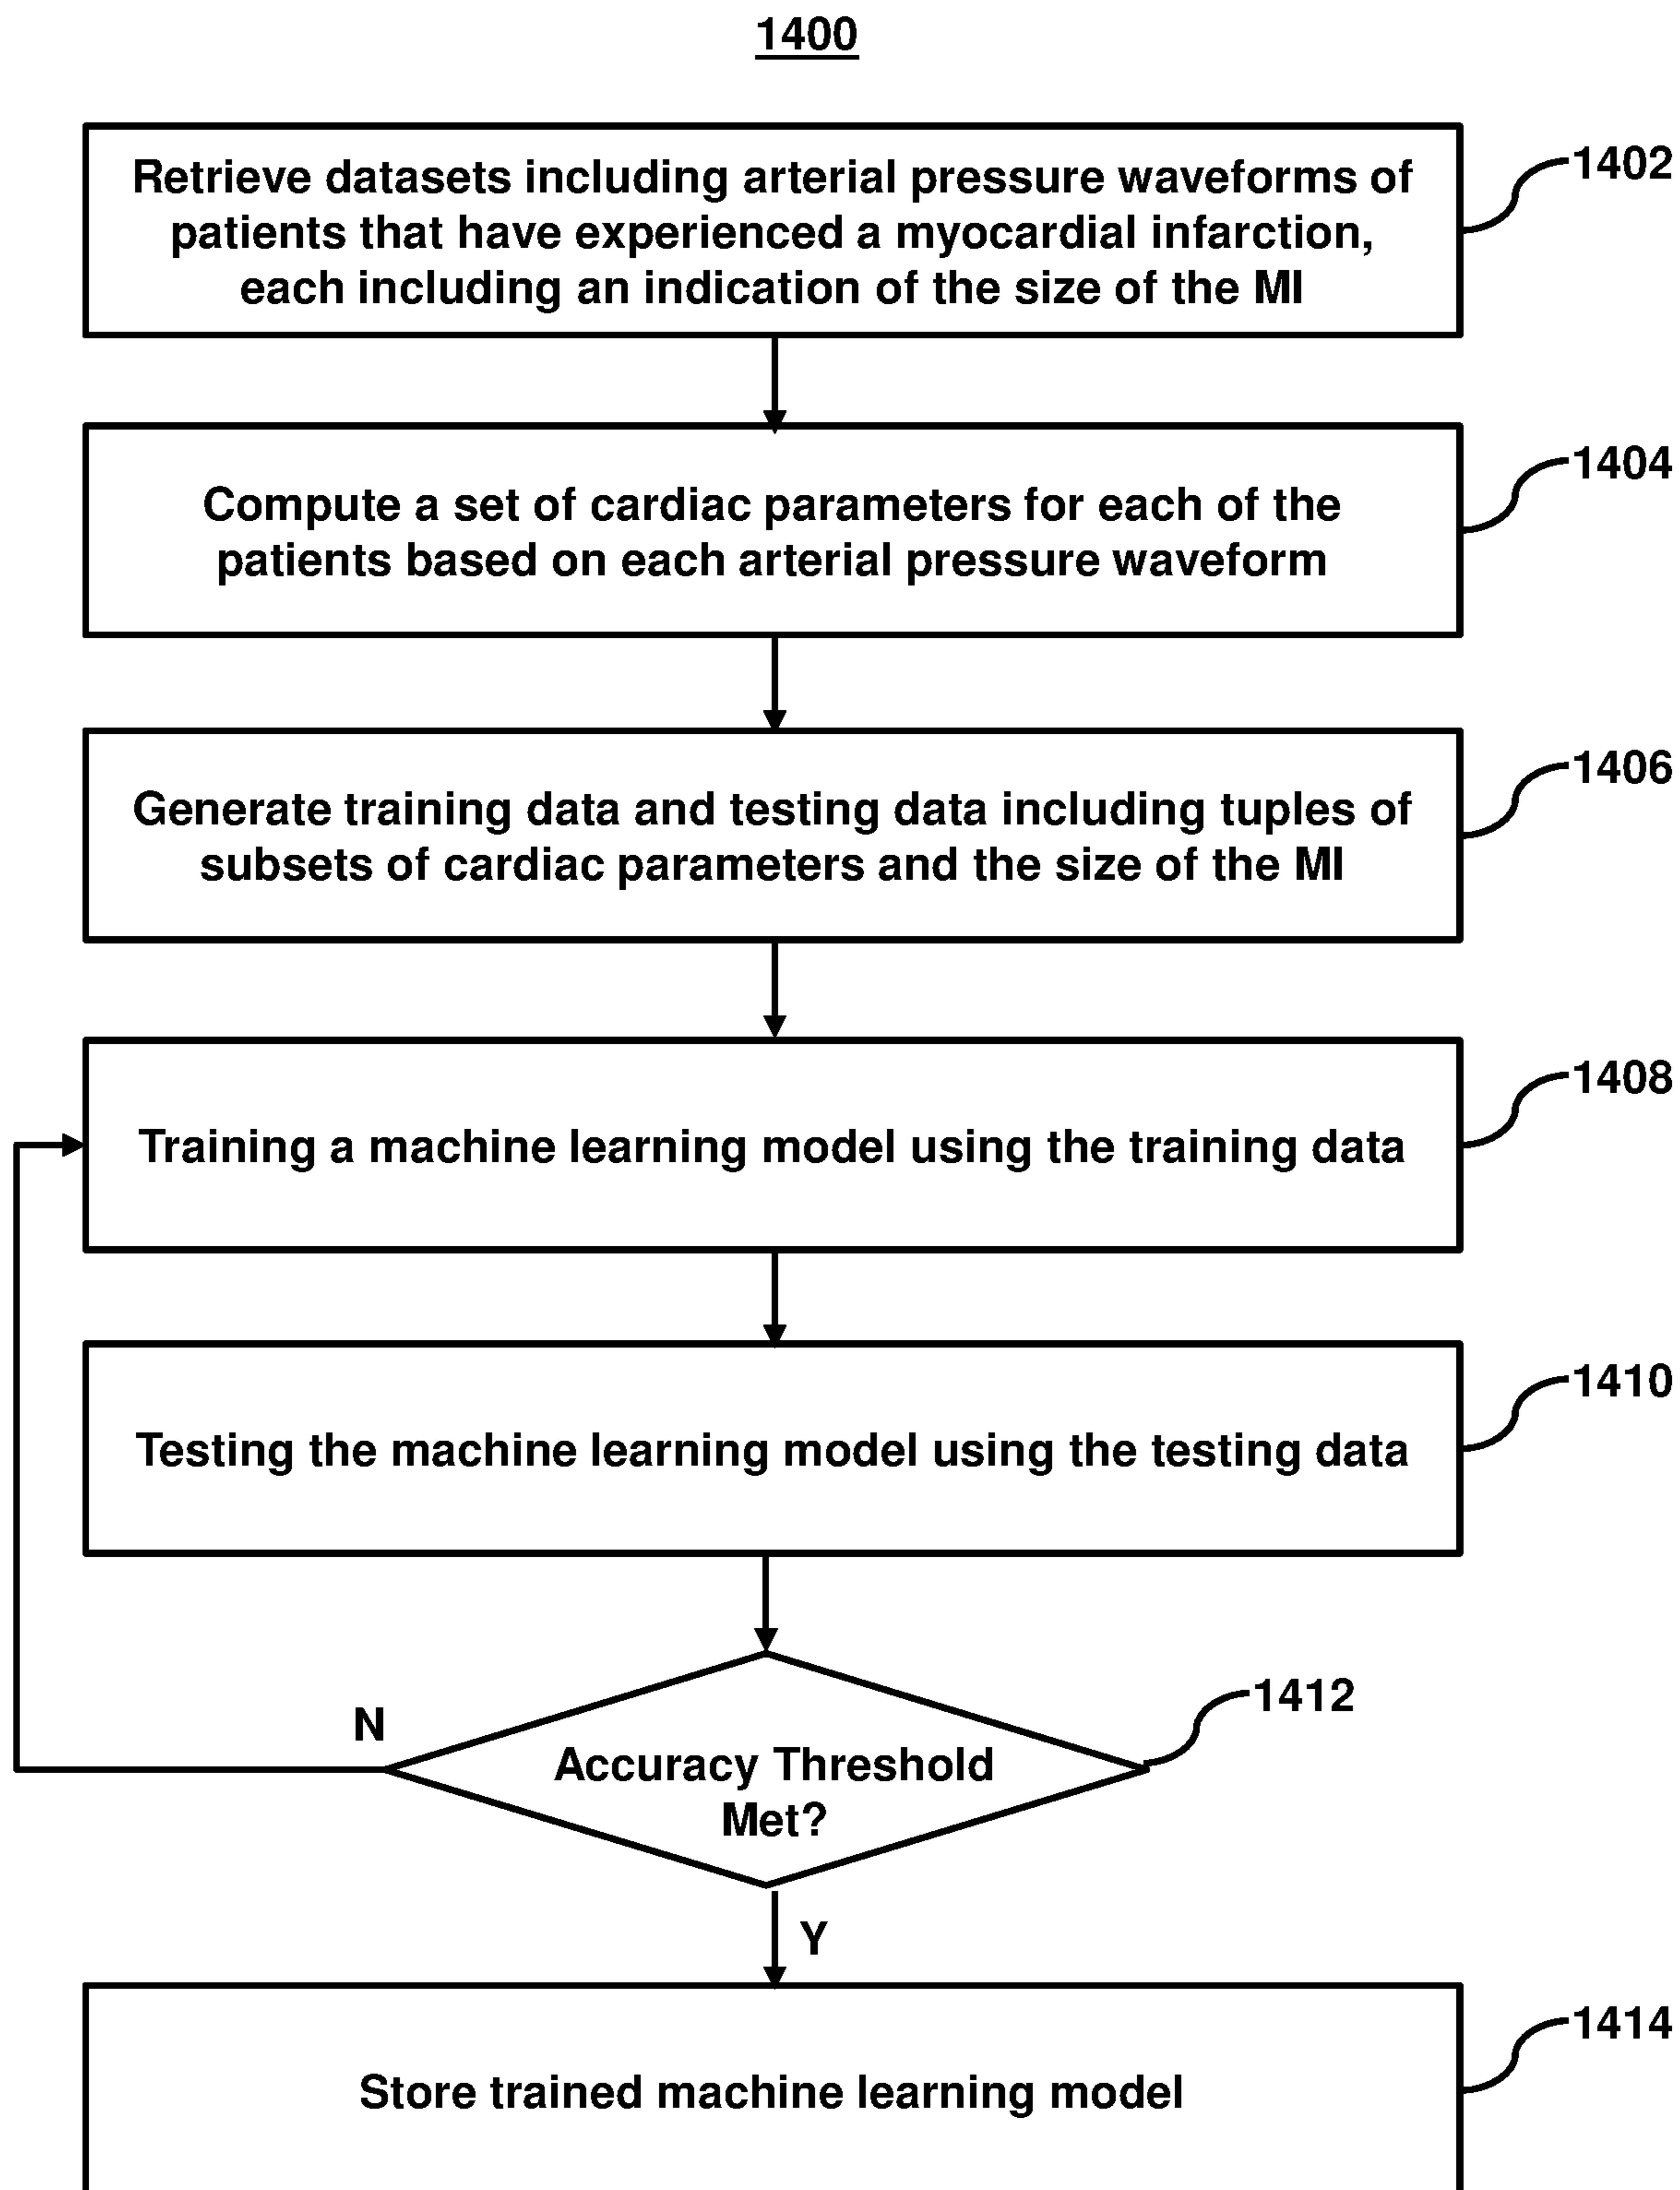 1400
Retrieve datasets including arterial pressure waveforms of
patients that have experienced a myocardial infarction,
each including an indication of the size of the MI
1402
Compute a set of cardiac parameters for each of the
patients based on each arterial pressure waveform
1404
Generate training data and testing data including tuples of
subsets of cardiac parameters and the size of the MI
1406
Training a machine learning model using the training data
1408
Testing the machine learning model using the testing data
1410
N
Accuracy Threshold
Met?
1412
Y
Store trained machine learning model
1414